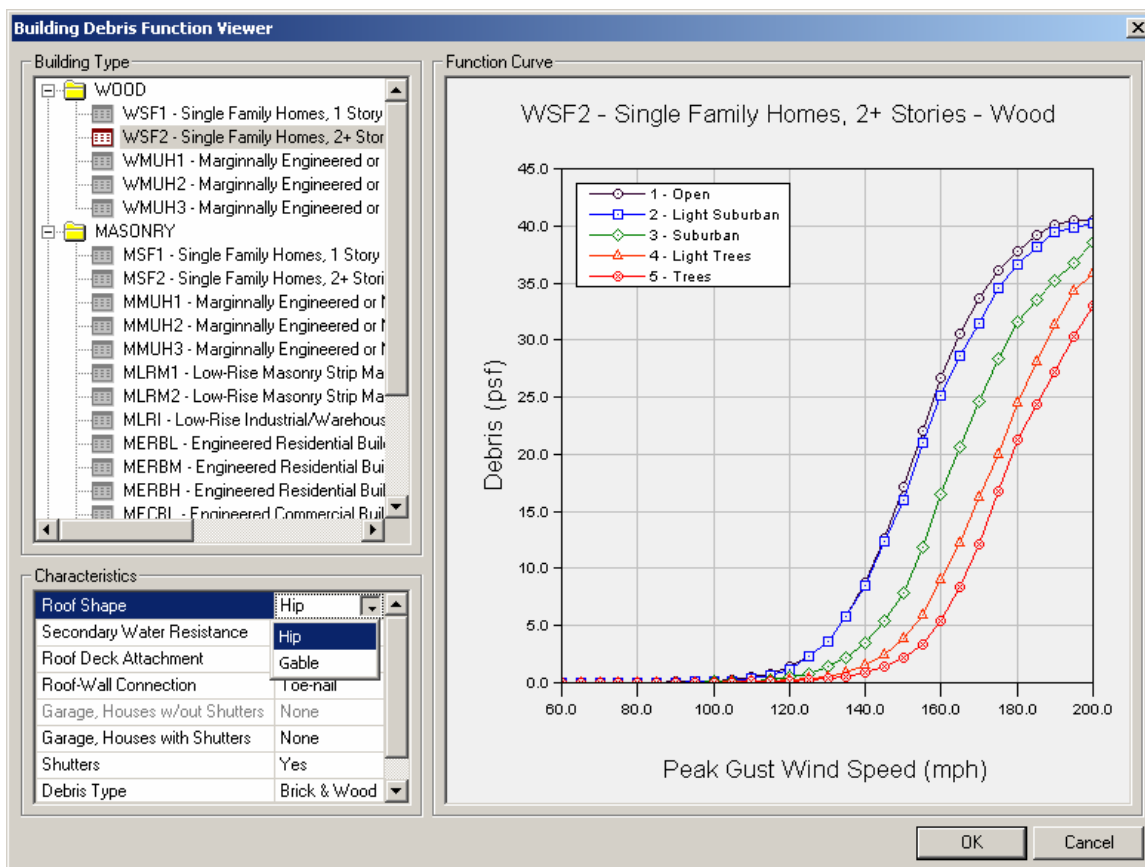 Building Debris Function Viewer
Building Type
WOOD
WSF1 - Single Family Homes, 1 Story
WSF2 - Single Family Homes, 2+ Stor
WMUH1 - Marginnally Engineered or
WMUH2 - Marginnally Engineered or
WMUH3 - Marginnally Engineered or
MASONRY
MSF1 - Single Family Homes, 1 Story
MSF2 - Single Family Homes, 2+ Stori
MMUH1 - Marginnally Engineered or N
MMUH2 - Marginnally Engineered or N
MMUH3 - Marginnally Engineered or N
MLRM1 - Low-Rise Masonry Strip Ma
MLRM2 - Low-Rise Masonry Strip Ma
MLRI - Low-Rise Industrial/Warehous
MERBL - Engineered Residential Buil
MERBM - Engineered Residential Bui
MERBH - Engineered Residential Bui
MECBL - Engineered Commercial Buil
Characteristics
Roof Shape Hip
Hip
Gable
Secondary Water Resistance
Roof Deck Attachment
Roof-Wall Connection Toe-nail
Garage, Houses w/out Shutters None
Garage, Houses with Shutters None
Shutters Yes
Debris Type Brick & Wood
Function Curve
WSF2 - Single Family Homes, 2+ Stories - Wood
1 - Open
2 - Light Suburban
3 - Suburban
4 - Light Trees
5 - Trees
Debris (psf)
45.0
40.0
35.0
30.0
25.0
20.0
15.0
10.0
5.0
0.0
60.0 80.0 100.0 120.0 140.0 160.0 180.0 200.0
Peak Gust Wind Speed (mph)
OK Cancel